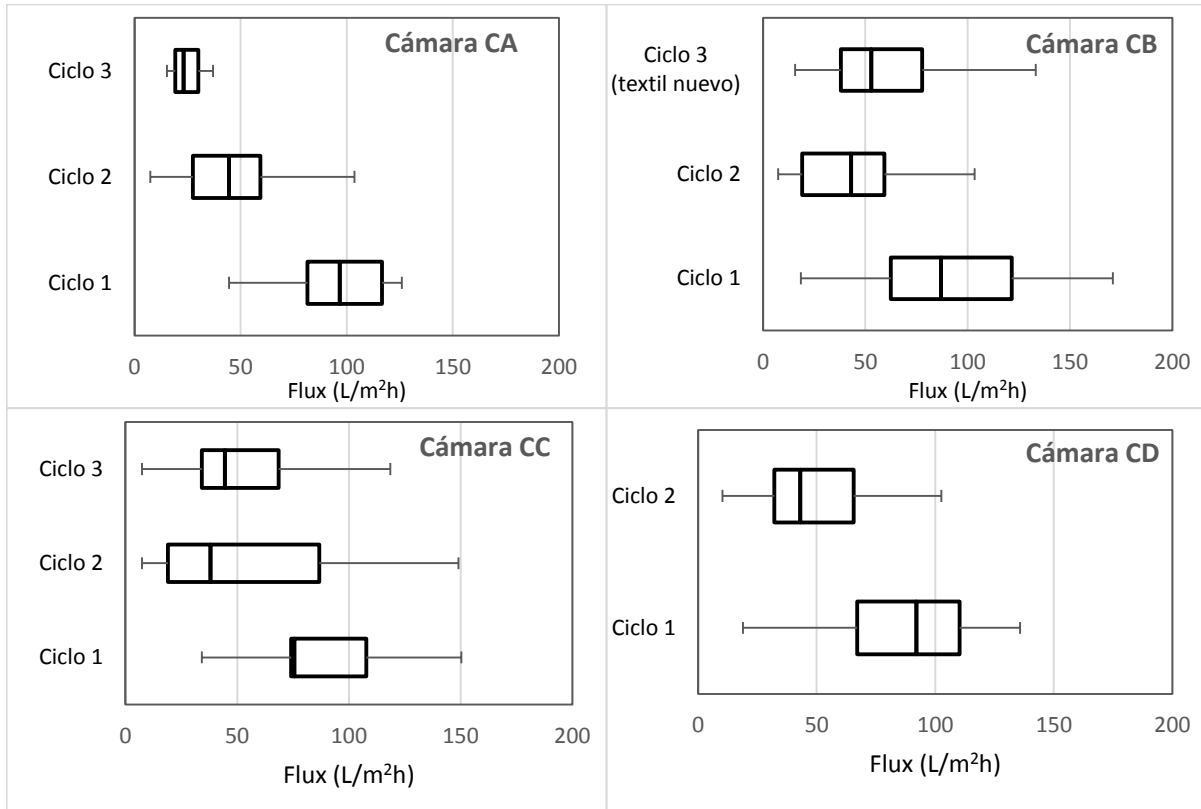 Cámara CA
Ciclo 3
Ciclo 2
Ciclo 1
0 50 100 150 200
Flux (L/m²h)
Cámara CB
Ciclo 3
(textil nuevo)
Ciclo 2
Ciclo 1
0 50 100 150 200
Flux (L/m²h)
Cámara CC
Ciclo 3
Ciclo 2
Ciclo 1
0 50 100 150 200
Flux (L/m²h)
Cámara CD
Ciclo 2
Ciclo 1
0 50 100 150 200
Flux (L/m²h)